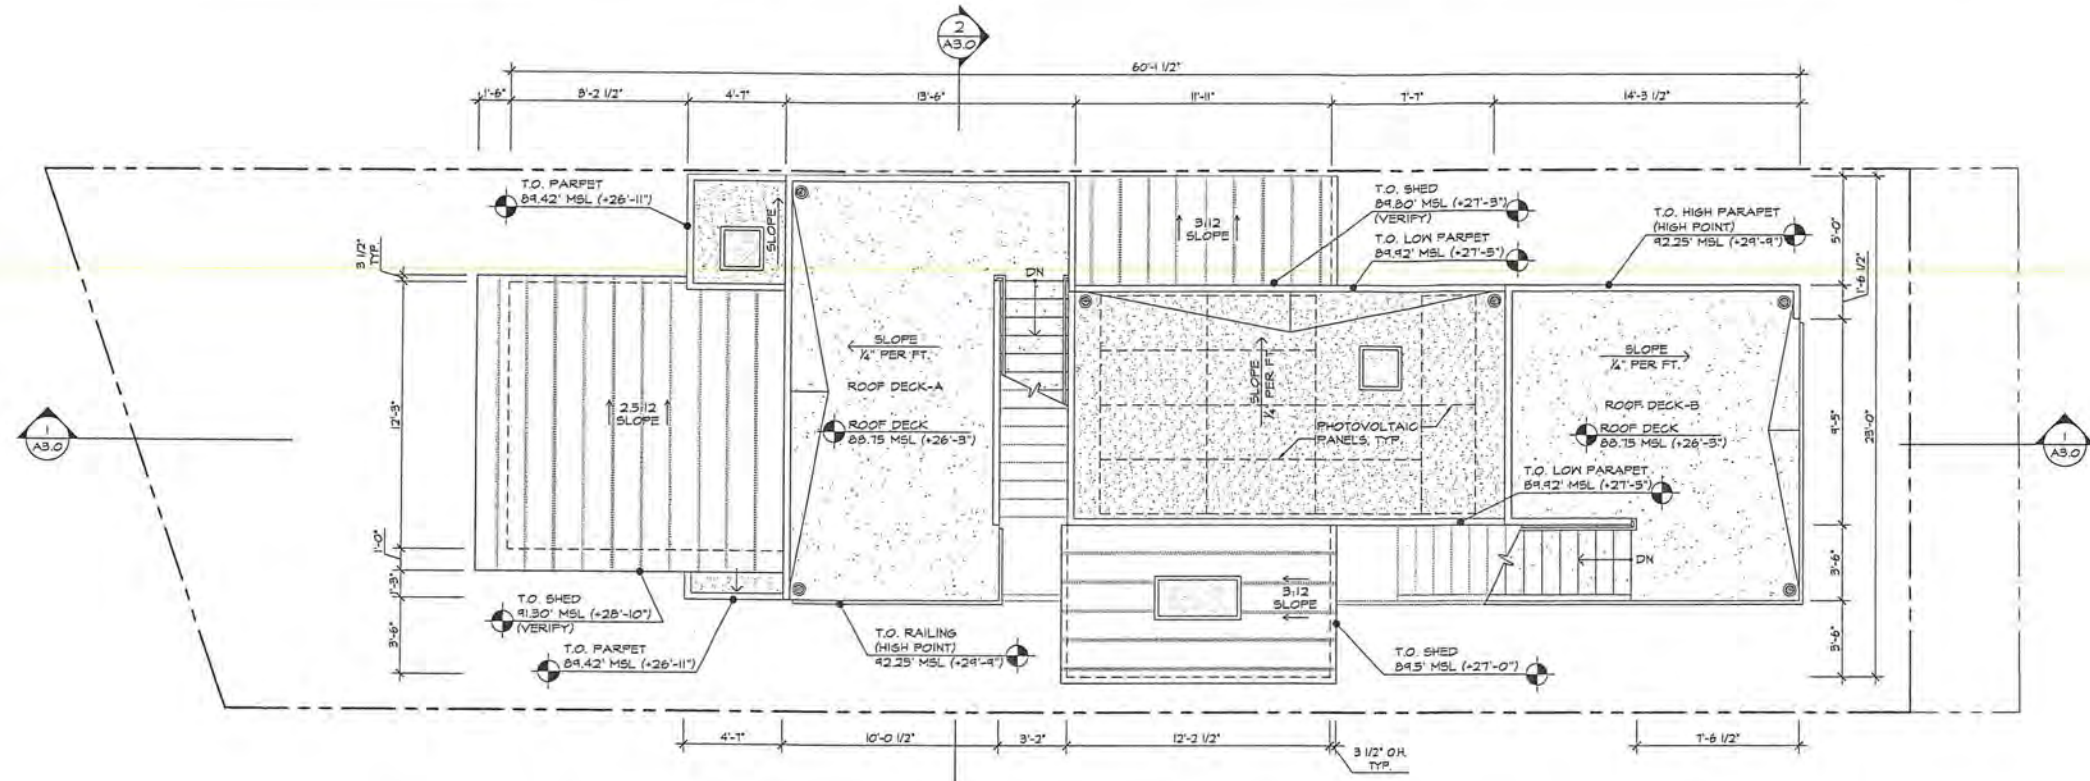 2
A3.0
60'-1 1/2"
1'-6"
8'-2 1/2"
4'-7"
13'-6"
11'-11"
7'-7"
14'-3 1/2"
T.O. PARPET
89.42' MSL (+26'-11")
SLOPE
3:12
SLOPE
T.O. SHED
89.80' MSL (+27'-3")
(VERIFY)
T.O. LOW PARPET
89.92' MSL (+27'-5")
T.O. HIGH PARAPET
(HIGH POINT)
92.25' MSL (+29'-9")
5'-0"
1'-6 1/2"
3 1/2"
TYP.
DN
SLOPE
1/4" PER FT.
ROOF DECK-A
ROOF DECK
88.75 MSL (+26'-3")
2.5:12
SLOPE
12'-3"
SLOPE
1/4" PER FT.
PHOTOVOLTAIC
PANELS, TYP.
SLOPE
1/4" PER FT.
ROOF DECK-B
ROOF DECK
88.75 MSL (+26'-3")
9'-5"
23'-0"
1
A3.0
1
A3.0
T.O. LOW PARAPET
89.92' MSL (+27'-5")
1'-0"
1'-3"
3'-6"
DN
3'-6"
3'-6"
T.O. SHED
91.30' MSL (+28'-10")
(VERIFY)
T.O. PARPET
89.42' MSL (+26'-11")
T.O. RAILING
(HIGH POINT)
92.25' MSL (+29'-9")
3:12
SLOPE
T.O. SHED
89.5' MSL (+27'-0")
4'-7"
10'-0 1/2"
3'-2"
12'-2 1/2"
3 1/2" O.H.
TYP.
7'-6 1/2"